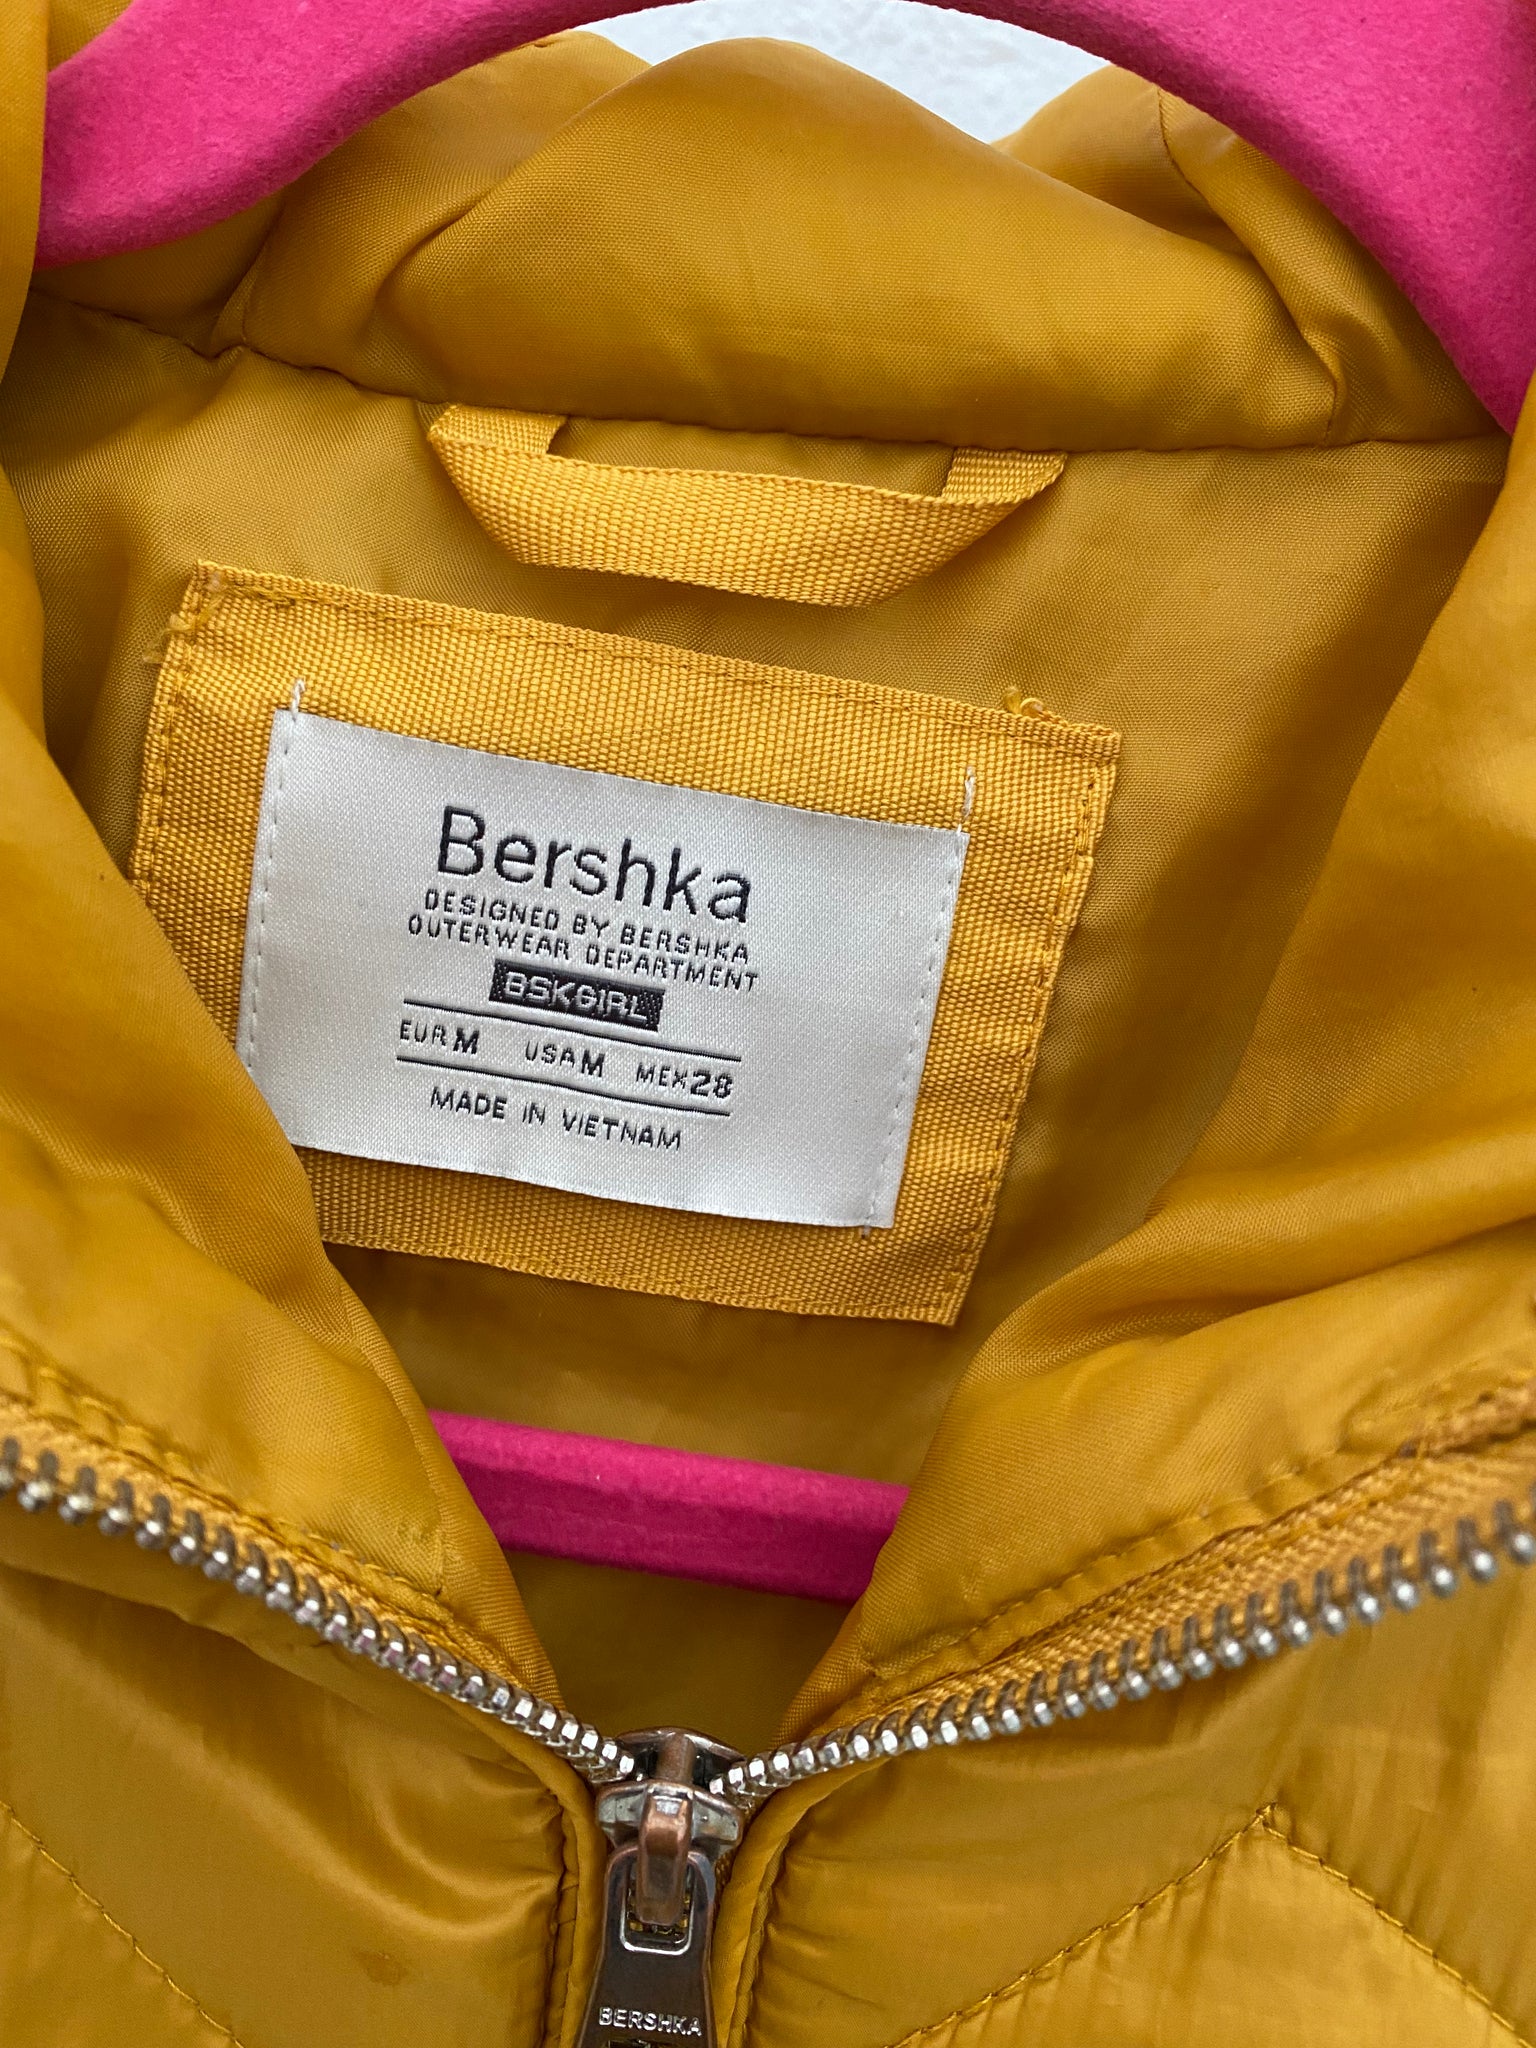 Bershka
DESIGNED BY BERSHKA
OUTERWEAR DEPARTMENT
BSKGIRL
EUR M USA M MEX 28
MADE IN VIETNAM
BERSHKA